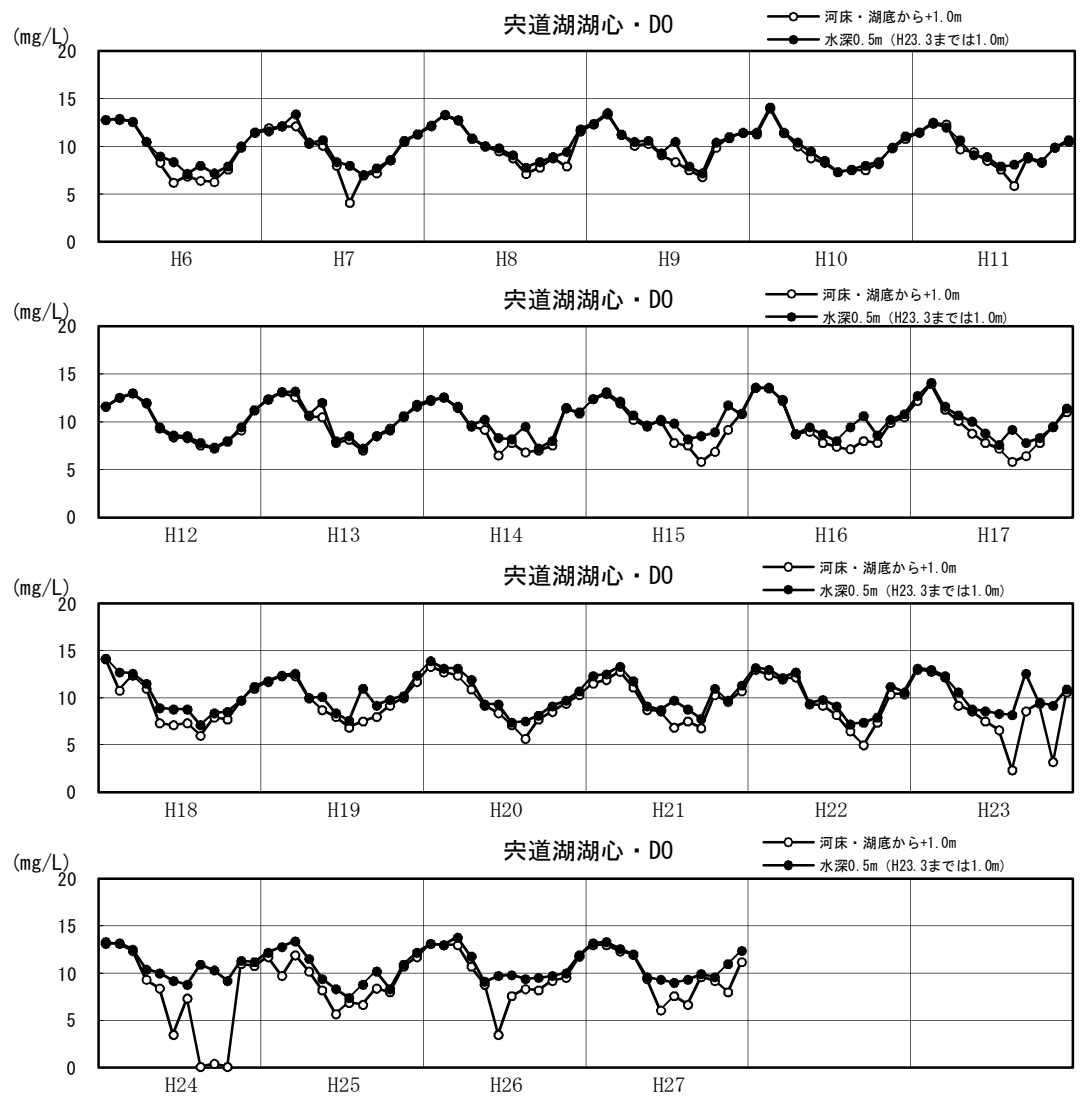 宍道湖湖心・DO
河床・湖底から+1.0m
水深0.5m (H23.3までは1.0m)
(mg/L)
20
15
10
5
0
H6 H7 H8 H9 H10 H11
宍道湖湖心・DO
河床・湖底から+1.0m
水深0.5m (H23.3までは1.0m)
(mg/L)
20
15
10
5
0
H12 H13 H14 H15 H16 H17
宍道湖湖心・DO
河床・湖底から+1.0m
水深0.5m (H23.3までは1.0m)
(mg/L)
20
15
10
5
0
H18 H19 H20 H21 H22 H23
宍道湖湖心・DO
河床・湖底から+1.0m
水深0.5m (H23.3までは1.0m)
(mg/L)
20
15
10
5
0
H24 H25 H26 H27